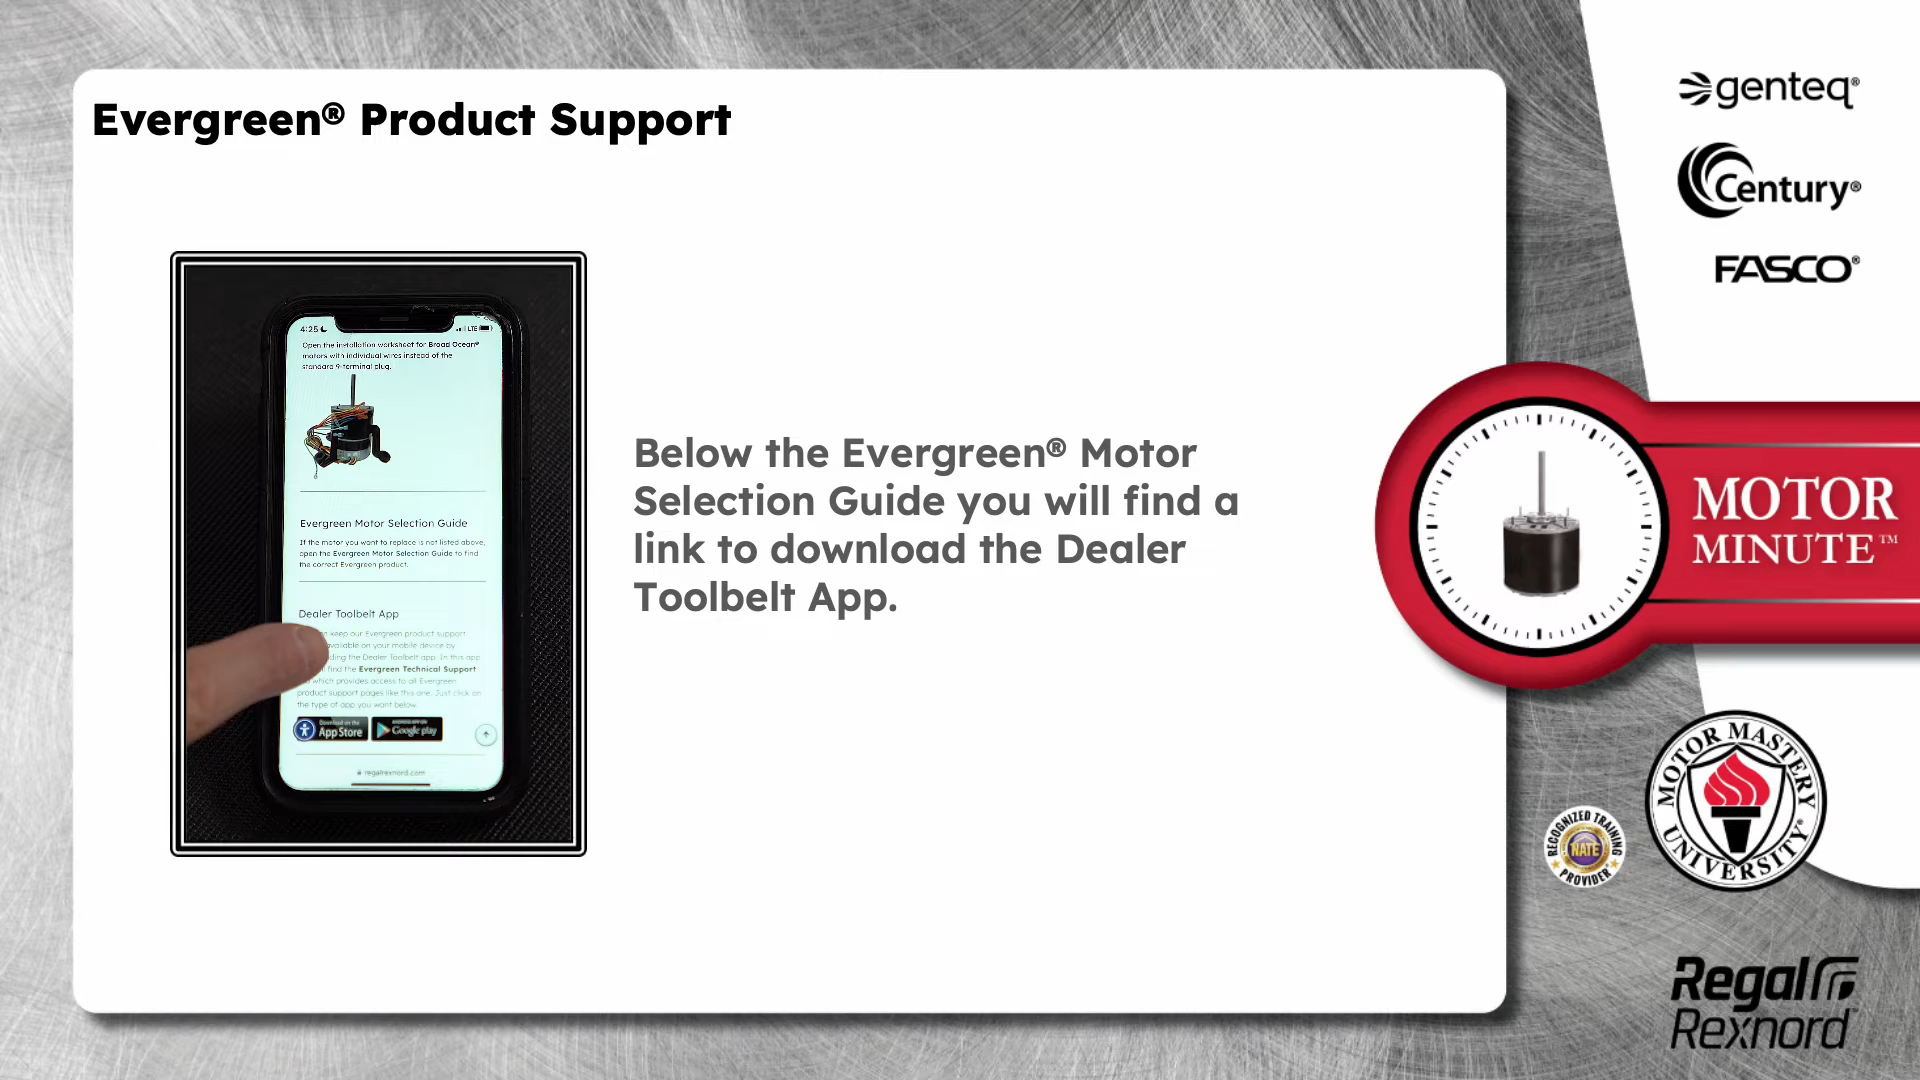 Evergreen® Product Support
4:25
LTE
Open the installation worksheet for Broad Ocean®
motors with individual wires instead of the
standard 9-terminal plug.
Evergreen Motor Selection Guide
If the motor you want to replace is not listed above,
open the Evergreen Motor Selection Guide to find
the correct Evergreen product.
Dealer Toolbelt App
keep our Evergreen product support
available on your mobile device by
the Dealer Toolbelt app. In this app
find the Evergreen Technical Support
which provides access to all Evergreen
product support pages like this one. Just click on
the type of app you want below.
Download on the
App Store
ANDROID APP ON
Google play
regalrexnord.com
Below the Evergreen® Motor
Selection Guide you will find a
link to download the Dealer
Toolbelt App.
genteq®
Century®
FASCO®
MOTOR
MINUTE™
MOTOR MASTERY
UNIVERSITY®
RECOGNIZED TRAINING
NATE
PROVIDER
Regal
Rexnord